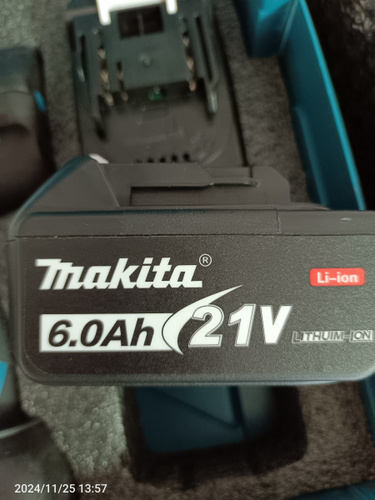 makita®
Li-ion
6.0Ah 21V LITHUIM-ION
2024/11/25 13:57